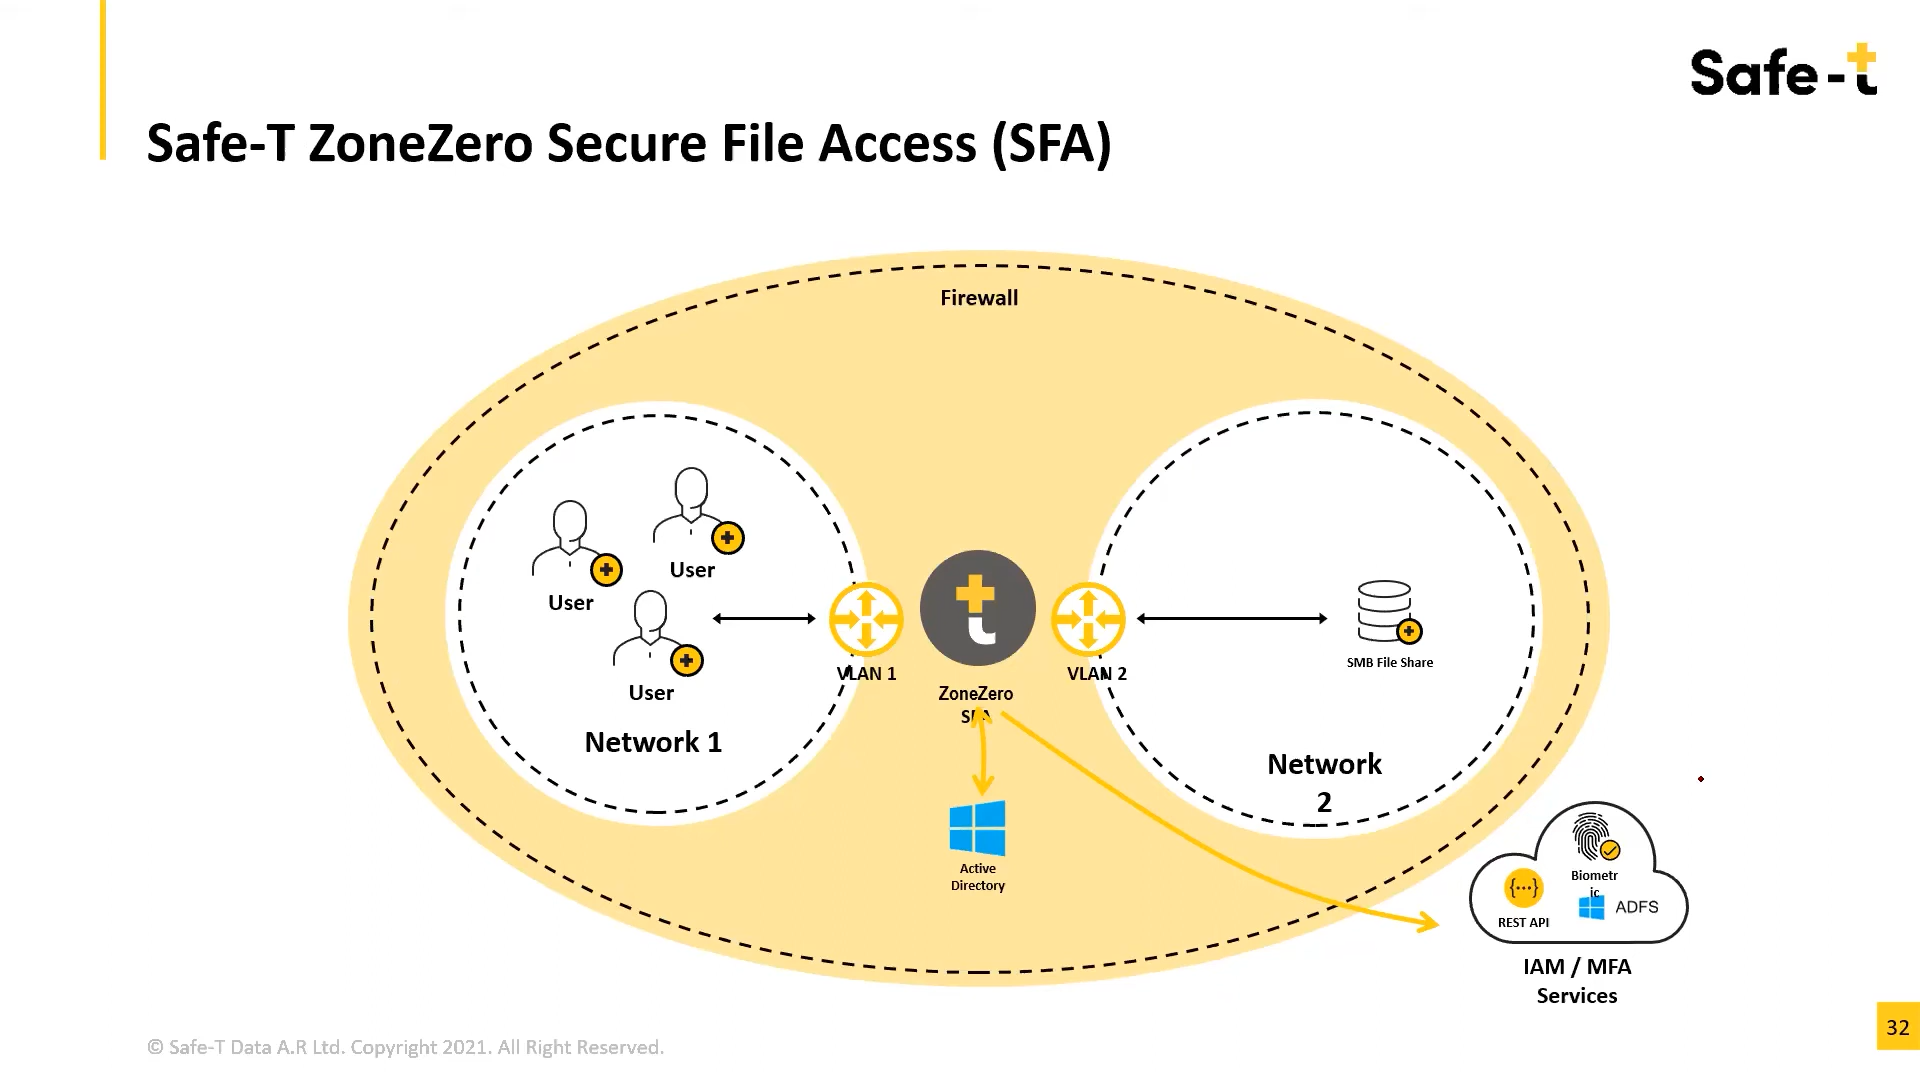 Safe-t
Safe-T ZoneZero Secure File Access (SFA)
Firewall
User
User
User
Network 1
VLAN 1
ZoneZero
SFA
VLAN 2
SMB File Share
Network
2
Active
Directory
Biometr
ic
{...}
REST API
ADFS
IAM / MFA
Services
© Safe-T Data A.R Ltd. Copyright 2021. All Right Reserved.
32